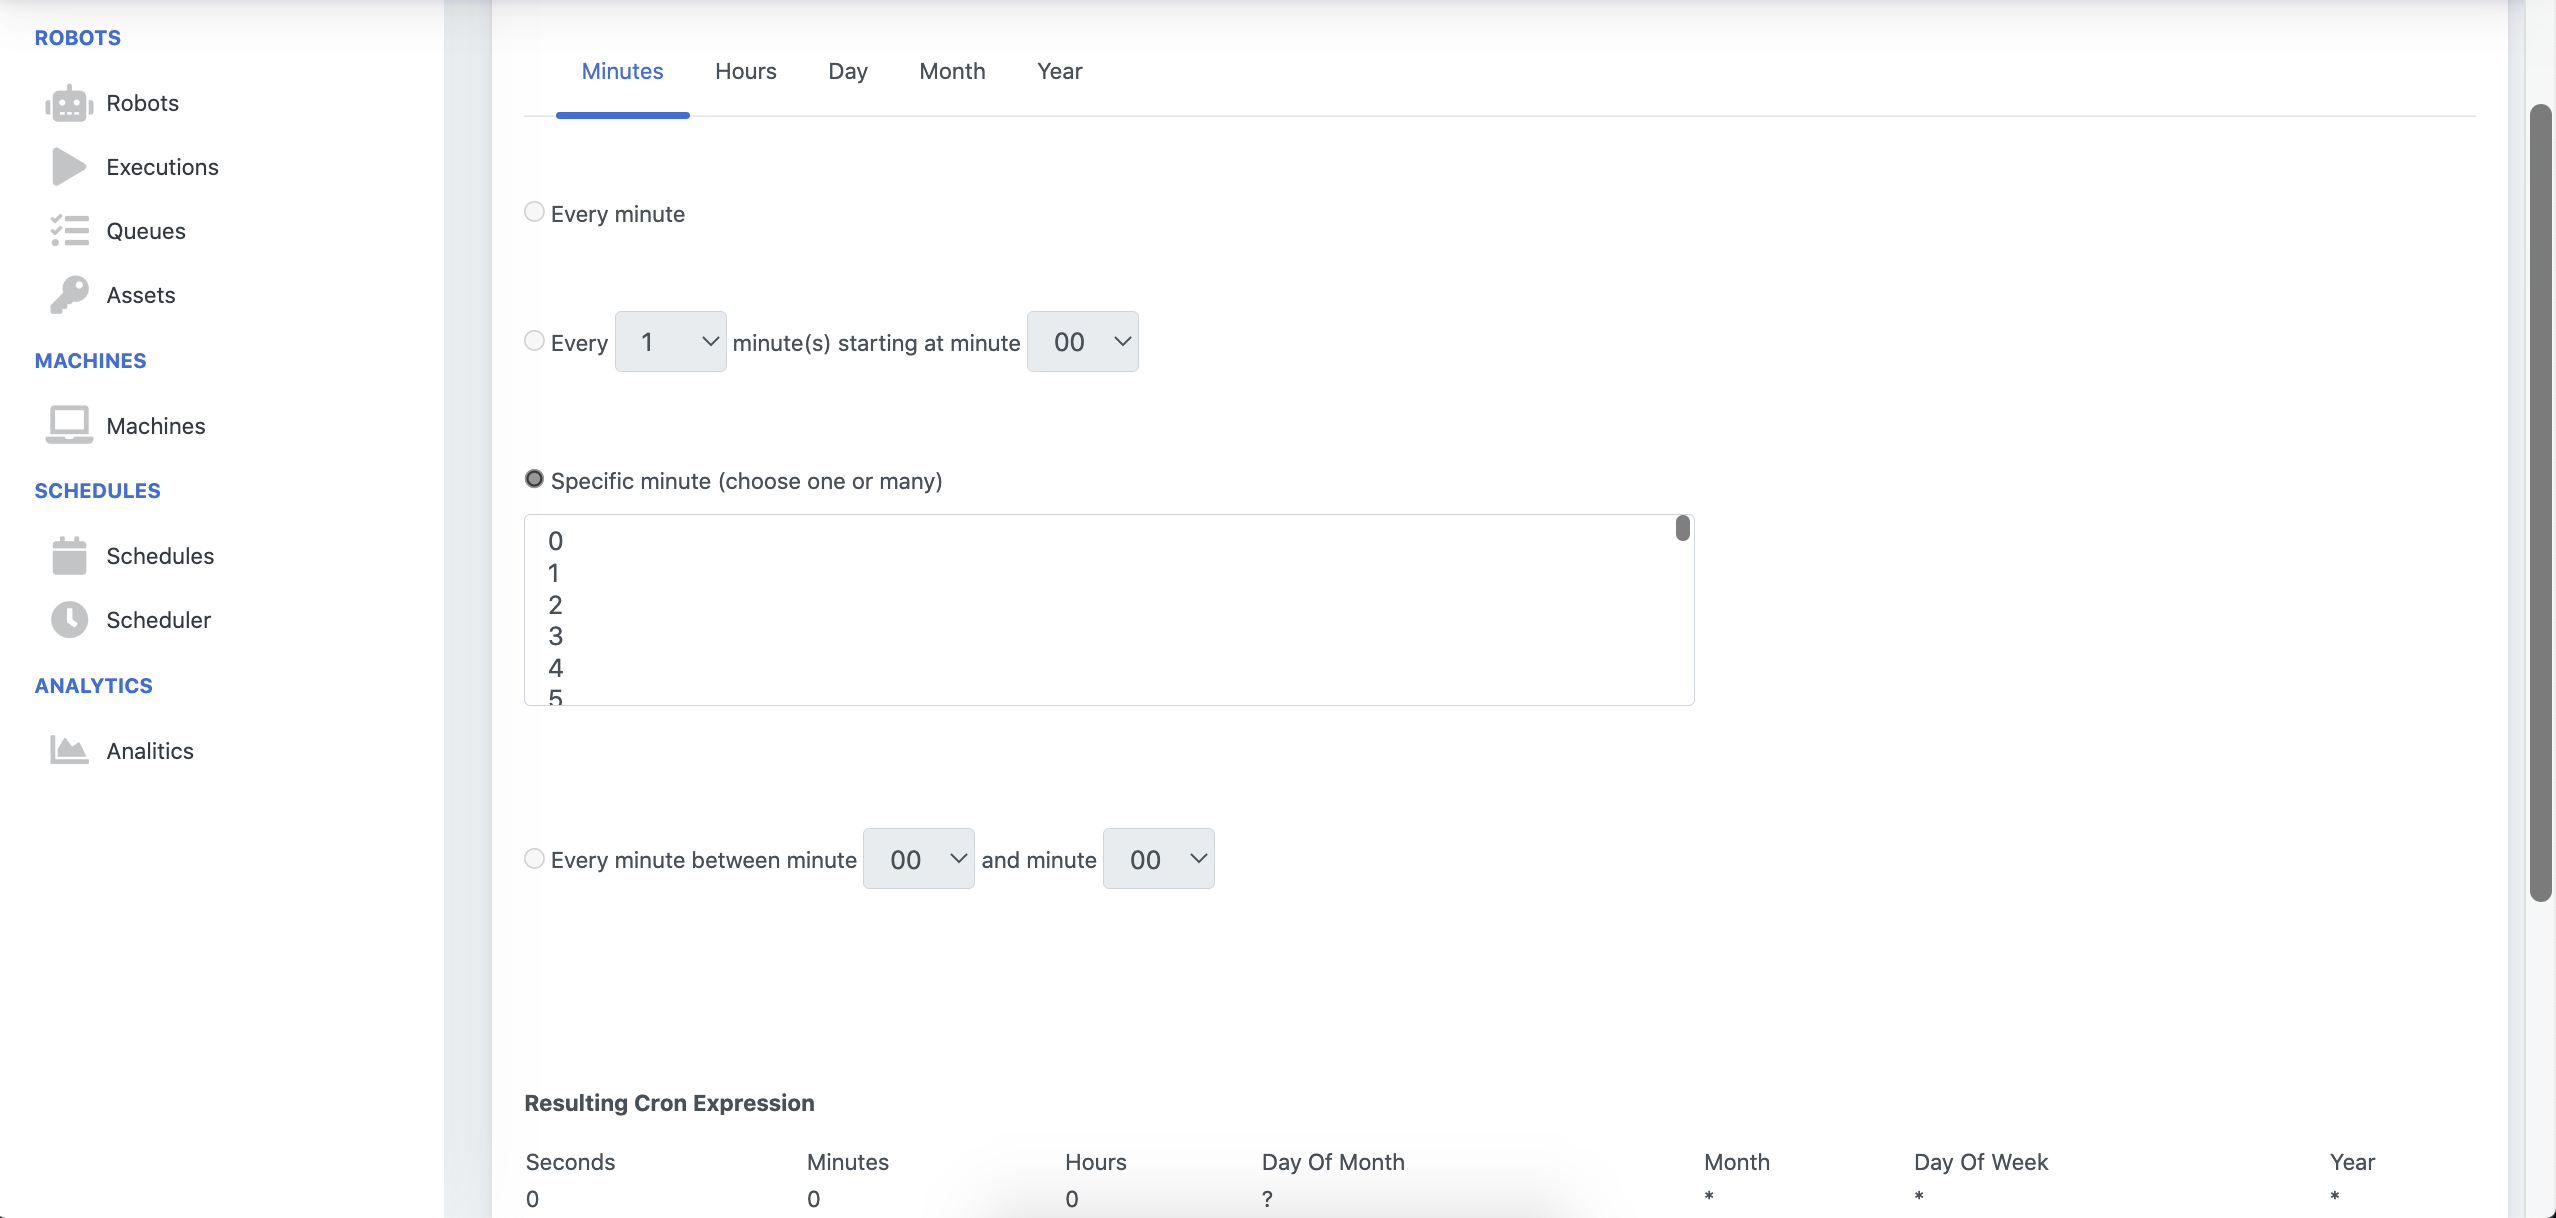 ROBOTS
Robots
Executions
Queues
Assets
MACHINES
Machines
SCHEDULES
Schedules
Scheduler
ANALYTICS
Analitics
Minutes Hours Day Month Year
Every minute
Every 1 minute(s) starting at minute 00
Specific minute (choose one or many)
0
1
2
3
4
5
Every minute between minute 00 and minute 00
Resulting Cron Expression
Seconds Minutes Hours Day Of Month Month Day Of Week Year
0 0 0 ? * * *